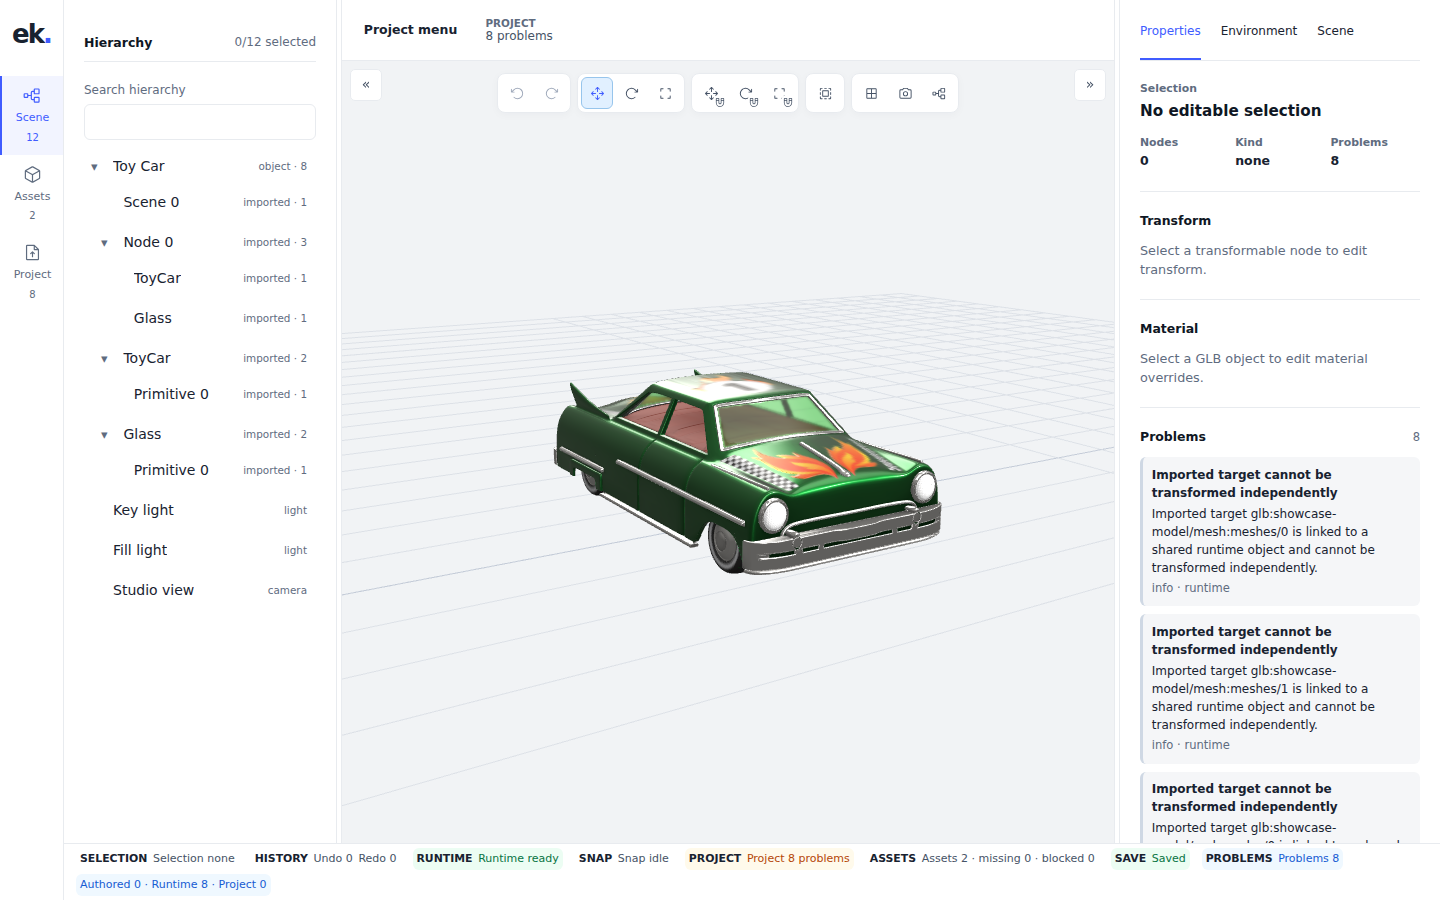 ek.
Scene
12
Assets
2
Project
8
Hierarchy
0/12 selected
Search hierarchy
Toy Car
object · 8
Scene 0
imported · 1
Node 0
imported · 3
ToyCar
imported · 1
Glass
imported · 1
ToyCar
imported · 2
Primitive 0
imported · 1
Glass
imported · 2
Primitive 0
imported · 1
Key light
light
Fill light
light
Studio view
camera
Project menu
PROJECT
8 problems
«
»
Properties
Environment
Scene
Selection
No editable selection
Nodes
0
Kind
none
Problems
8
Transform
Select a transformable node to edit
transform.
Material
Select a GLB object to edit material
overrides.
Problems
8
Imported target cannot be
transformed independently
Imported target glb:showcase-
model/mesh:meshes/0 is linked to a
shared runtime object and cannot be
transformed independently.
info · runtime
Imported target cannot be
transformed independently
Imported target glb:showcase-
model/mesh:meshes/1 is linked to a
shared runtime object and cannot be
transformed independently.
info · runtime
Imported target cannot be
transformed independently
Imported target glb:showcase-
SELECTION Selection none
HISTORY Undo 0 Redo 0
RUNTIME Runtime ready
SNAP Snap idle
PROJECT Project 8 problems
ASSETS Assets 2 · missing 0 · blocked 0
SAVE Saved
PROBLEMS Problems 8
Authored 0 · Runtime 8 · Project 0